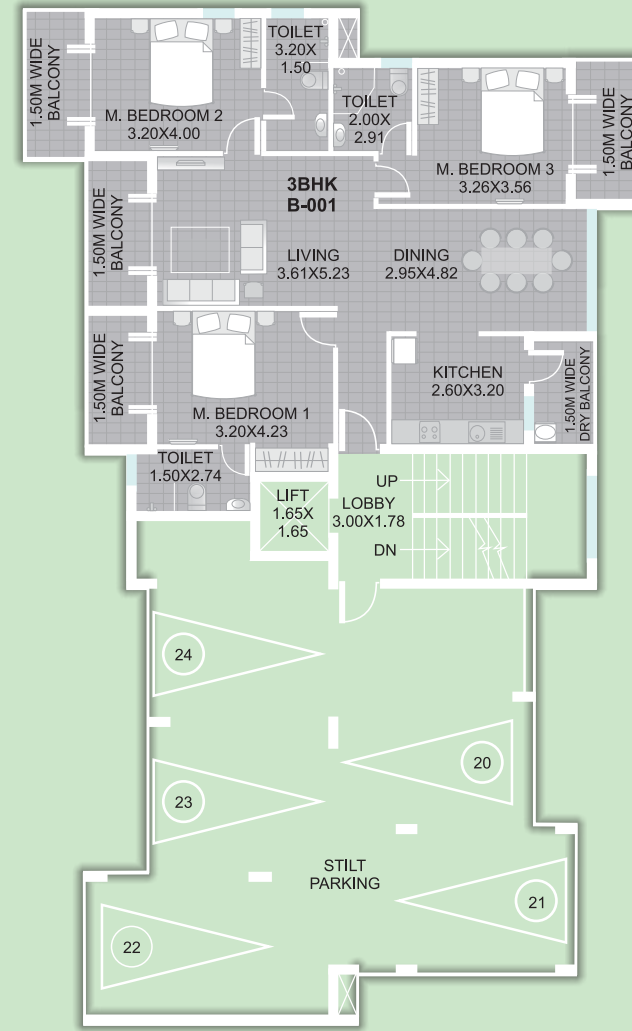 1.50M WIDE
BALCONY
M. BEDROOM 2
3.20X4.00
TOILET
3.20X
1.50
TOILET
2.00X
2.91
M. BEDROOM 3
3.26X3.56
1.50M WIDE
BALCONY
1.50M WIDE
BALCONY
3BHK
B-001
LIVING
3.61X5.23
DINING
2.95X4.82
1.50M WIDE
BALCONY
M. BEDROOM 1
3.20X4.23
KITCHEN
2.60X3.20
1.50M WIDE
DRY BALCONY
TOILET
1.50X2.74
LIFT
1.65X
1.65
UP
LOBBY
3.00X1.78
DN
24
20
23
STILT
PARKING
21
22